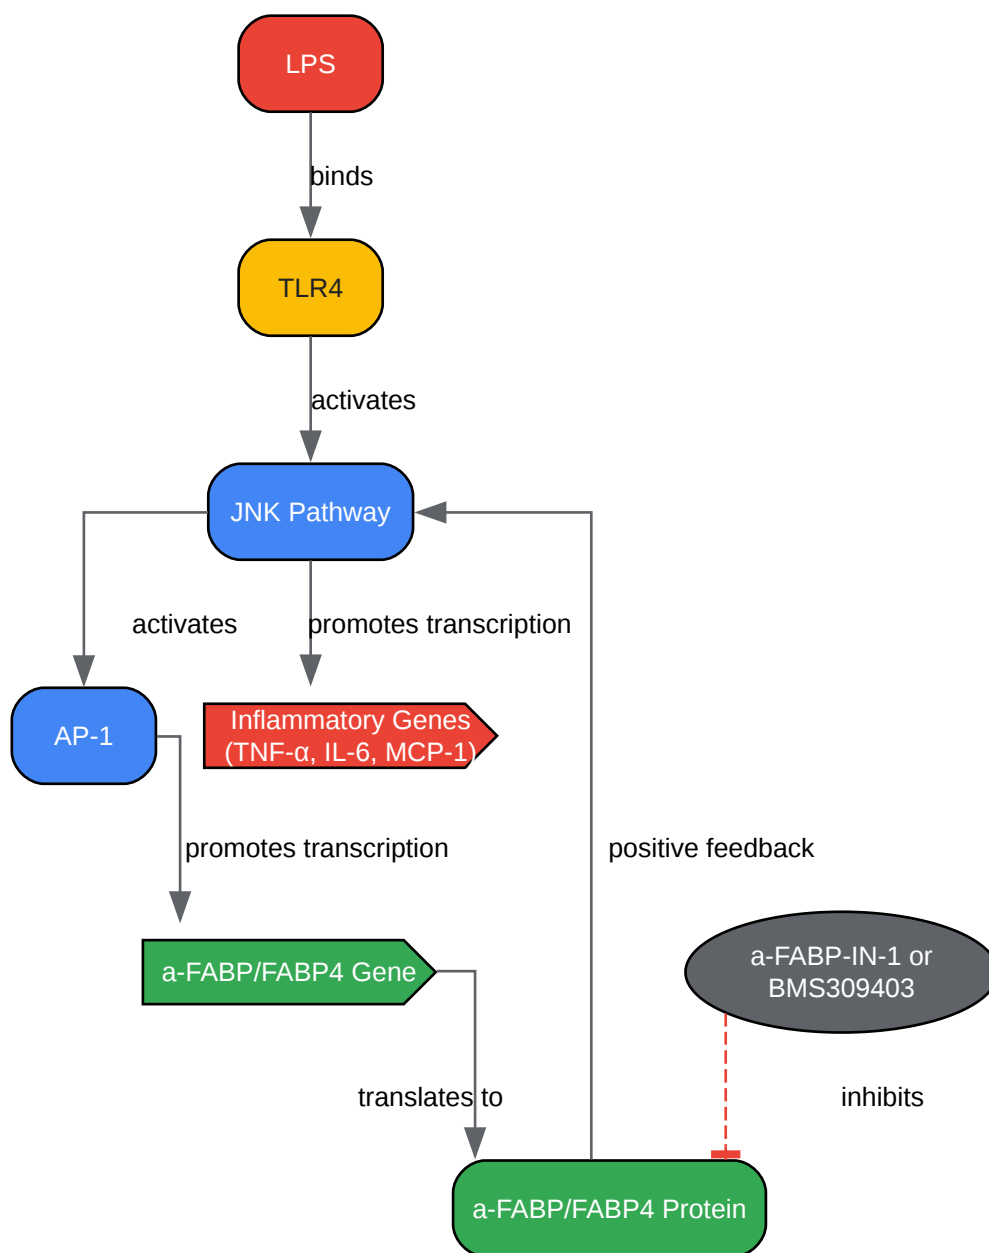 LPS
binds
TLR4
activates
JNK Pathway
activates
promotes transcription
AP-1
Inflammatory Genes
(TNF-α, IL-6, MCP-1)
promotes transcription
positive feedback
a-FABP/FABP4 Gene
a-FABP-IN-1 or
BMS309403
translates to
inhibits
a-FABP/FABP4 Protein